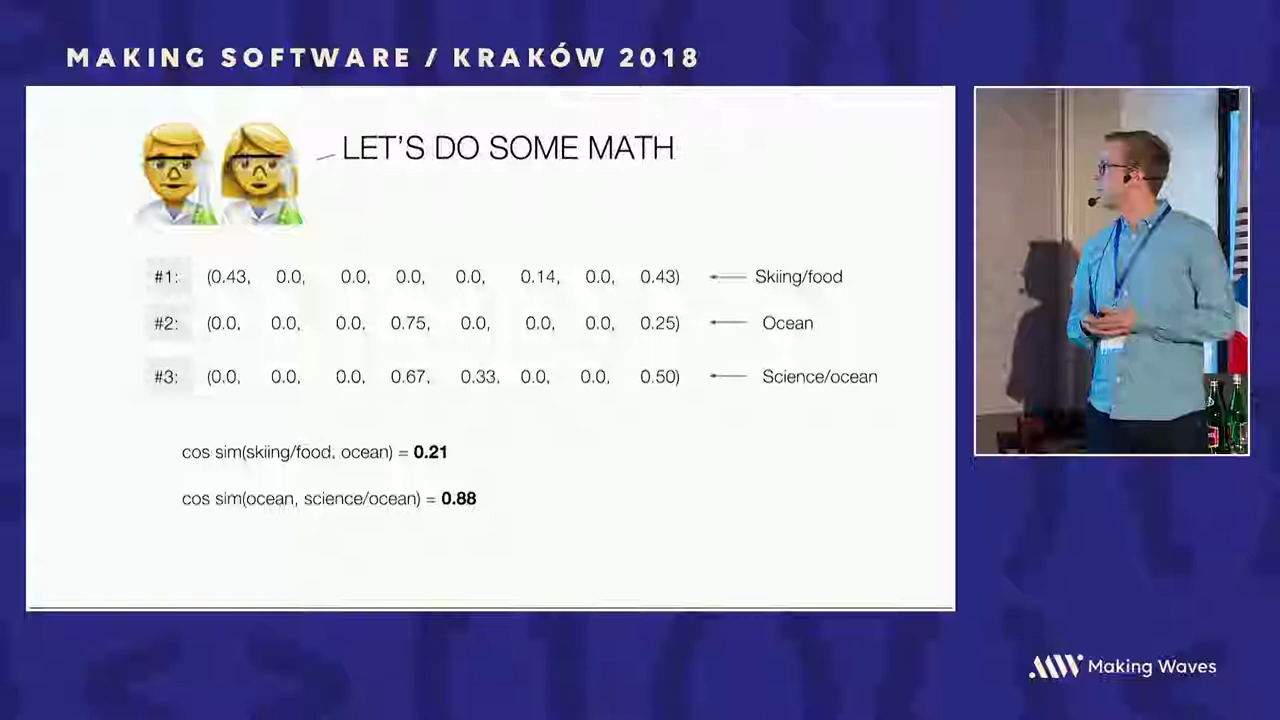 MAKING SOFTWARE / KRAKÓW 2018
LET'S DO SOME MATH
#1: (0.43, 0.0, 0.0, 0.0, 0.0, 0.14, 0.0, 0.43) Skiing/food
#2: (0.0, 0.0, 0.0, 0.75, 0.0, 0.0, 0.0, 0.25) Ocean
#3: (0.0, 0.0, 0.0, 0.67, 0.33, 0.0, 0.0, 0.50) Science/ocean
cos sim(skiing/food, ocean) = 0.21
cos sim(ocean, science/ocean) = 0.88
Making Waves